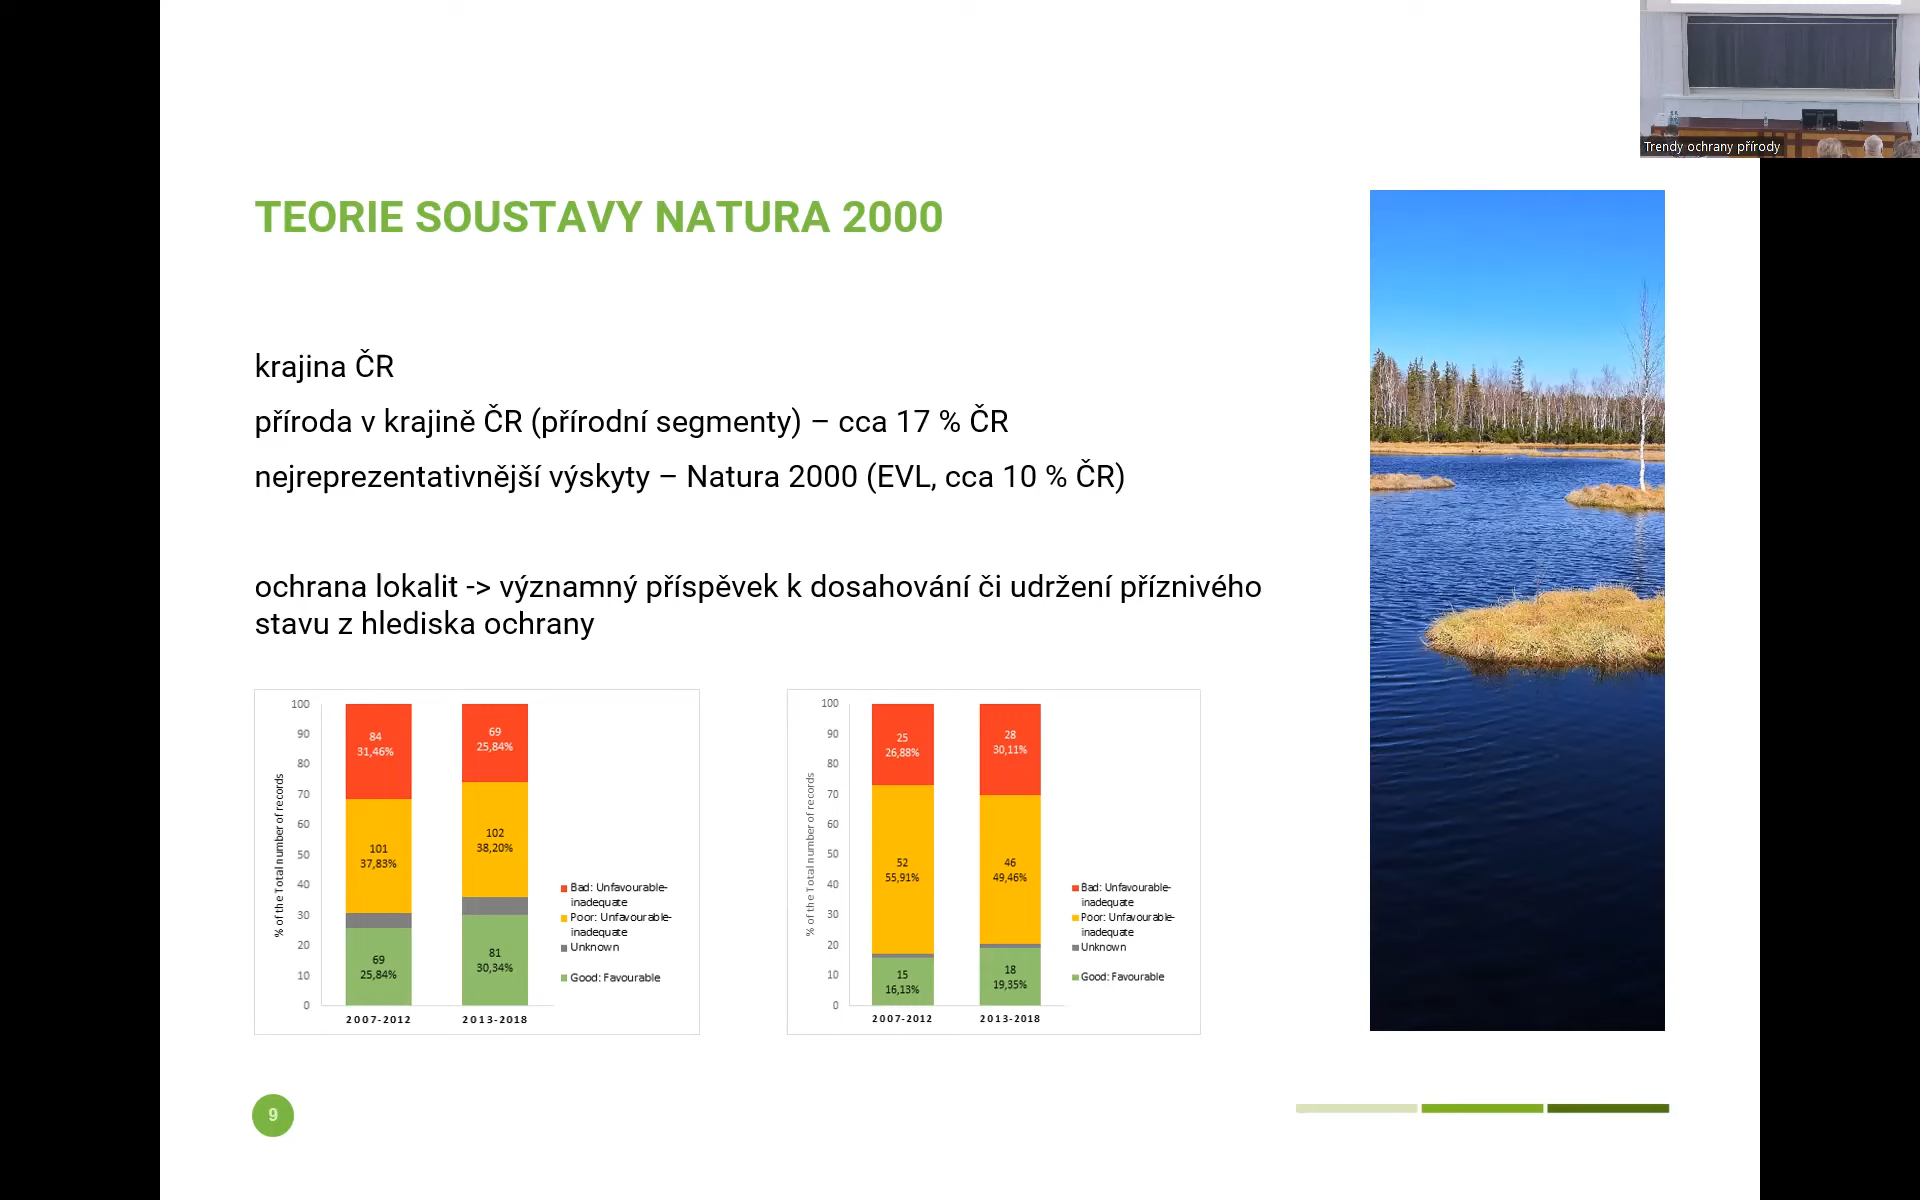 Trendy ochrany přírody
TEORIE SOUSTAVY NATURA 2000
krajina ČR
příroda v krajině ČR (přírodní segmenty) – cca 17 % ČR
nejreprezentativnější výskyty – Natura 2000 (EVL, cca 10 % ČR)
ochrana lokalit -> významný příspěvek k dosahování či udržení příznivého
stavu z hlediska ochrany
% of the Total number of records
100
90
80
70
60
50
40
30
20
10
0
84
31,46%
101
37,83%
69
25,84%
2007-2012
69
25,84%
102
38,20%
81
30,34%
2013-2018
Bad: Unfavourable-
inadequate
Poor: Unfavourable-
inadequate
Unknown
Good: Favourable
% of the Total number of records
100
90
80
70
60
50
40
30
20
10
0
25
26,88%
52
55,91%
15
16,13%
2007-2012
28
30,11%
46
49,46%
18
19,35%
2013-2018
Bad: Unfavourable-
inadequate
Poor: Unfavourable-
inadequate
Unknown
Good: Favourable
9